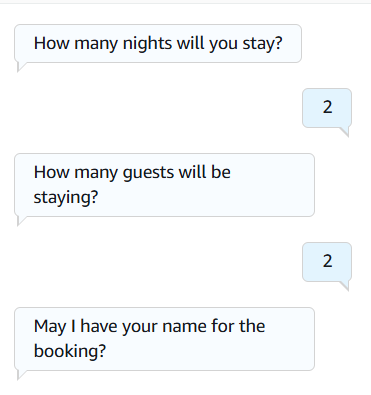 How many nights will you stay?
2
How many guests will be
staying?
2
May I have your name for the
booking?